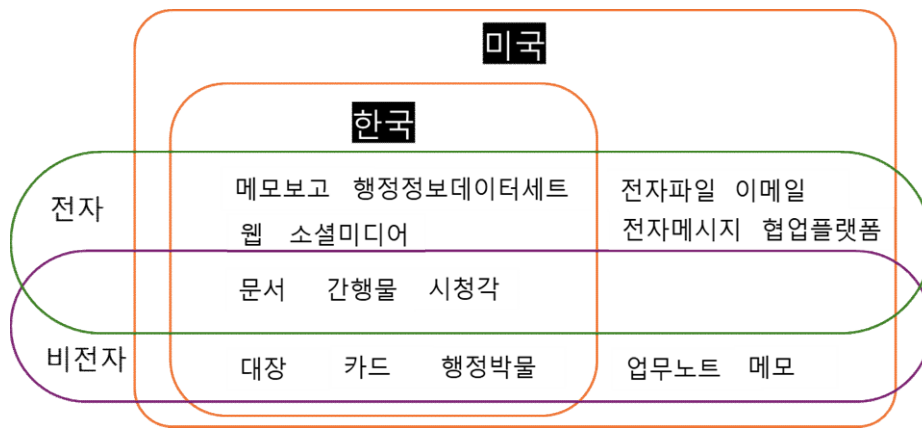 미국
한국
전자
메모보고 행정정보데이터세트
전자파일 이메일
웹 소셜미디어
전자메시지 협업플랫폼
문서 간행물 시청각
비전자
대장 카드 행정박물
업무노트 메모